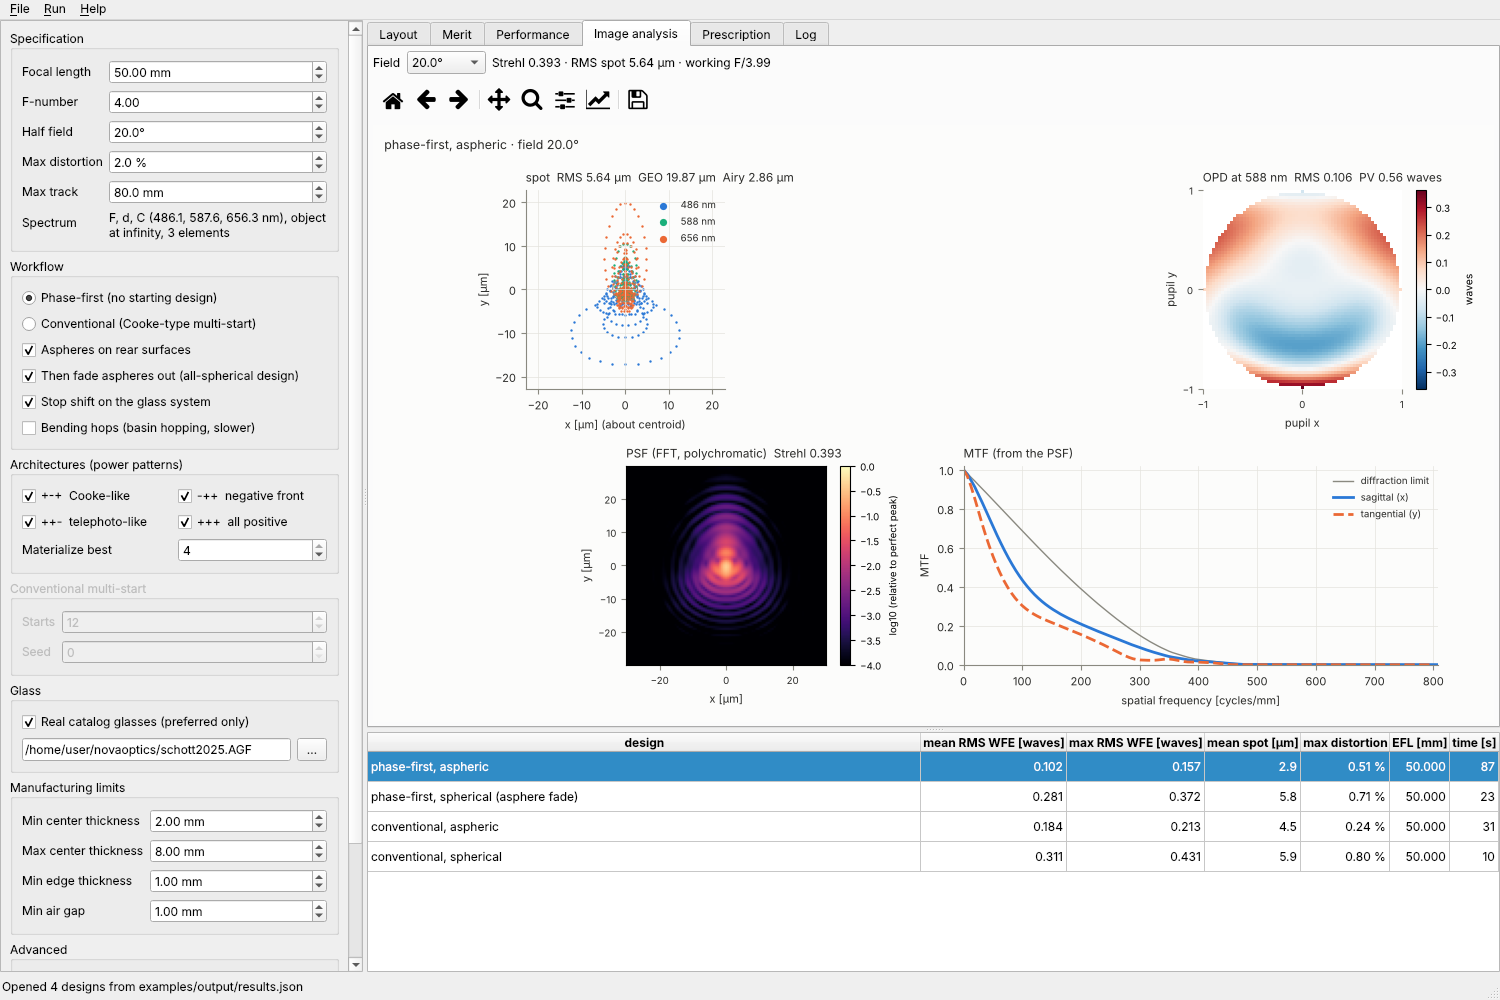 File Run Help
Specification
Focal length 50.00 mm
F-number 4.00
Half field 20.0°
Max distortion 2.0 %
Max track 80.0 mm
Spectrum F, d, C (486.1, 587.6, 656.3 nm), object
at infinity, 3 elements
Workflow
Phase-first (no starting design)
Conventional (Cooke-type multi-start)
Aspheres on rear surfaces
Then fade aspheres out (all-spherical design)
Stop shift on the glass system
Bending hops (basin hopping, slower)
Architectures (power patterns)
+-+ Cooke-like -++ negative front
++- telephoto-like +++ all positive
Materialize best 4
Conventional multi-start
Starts 12
Seed 0
Glass
Real catalog glasses (preferred only)
/home/user/novaoptics/schott2025.AGF ...
Manufacturing limits
Min center thickness 2.00 mm
Max center thickness 8.00 mm
Min edge thickness 1.00 mm
Min air gap 1.00 mm
Advanced
Layout Merit Performance Image analysis Prescription Log
Field 20.0° Strehl 0.393 · RMS spot 5.64 µm · working F/3.99
phase-first, aspheric · field 20.0°
spot RMS 5.64 µm GEO 19.87 µm Airy 2.86 µm
486 nm
588 nm
656 nm
20
10
0
−10
−20
y [µm]
−20 −10 0 10 20
x [µm] (about centroid)
OPD at 588 nm RMS 0.106 PV 0.56 waves
1
0
−1
pupil y
−1 0 1
pupil x
0.3
0.2
0.1
0.0
−0.1
−0.2
−0.3
waves
PSF (FFT, polychromatic) Strehl 0.393
20
10
0
−10
−20
y [µm]
−20 0 20
x [µm]
0.0
−0.5
−1.0
−1.5
−2.0
−2.5
−3.0
−3.5
−4.0
log10 (relative to perfect peak)
MTF (from the PSF)
diffraction limit
sagittal (x)
tangential (y)
1.0
0.8
0.6
0.4
0.2
0.0
MTF
0 100 200 300 400 500 600 700 800
spatial frequency [cycles/mm]
design mean RMS WFE [waves] max RMS WFE [waves] mean spot [µm] max distortion EFL [mm] time [s]
phase-first, aspheric 0.102 0.157 2.9 0.51 % 50.000 87
phase-first, spherical (asphere fade) 0.281 0.372 5.8 0.71 % 50.000 23
conventional, aspheric 0.184 0.213 4.5 0.24 % 50.000 31
conventional, spherical 0.311 0.431 5.9 0.80 % 50.000 10
Opened 4 designs from examples/output/results.json